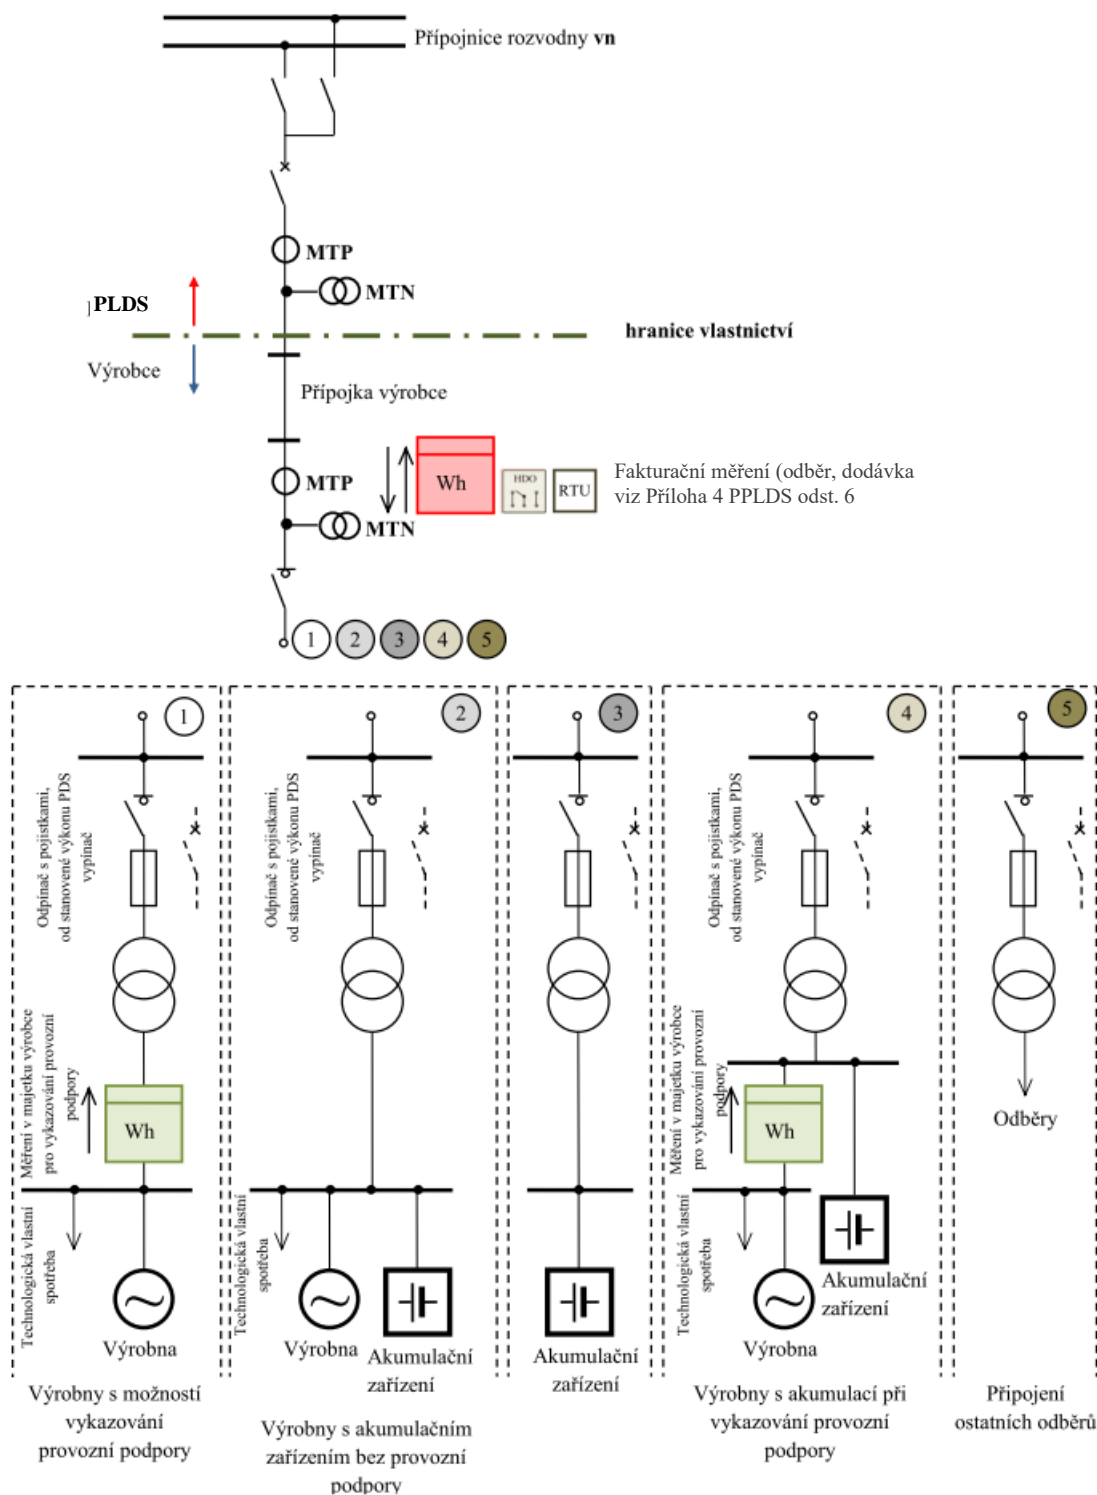 Přípojnice rozvodny vn
MTP
MTN
PLDS
hranice vlastnictví
Výrobce
Přípojka výrobce
MTP
Wh
HDO
RTU
Fakturační měření (odběr, dodávka
viz Příloha 4 PPLDS odst. 6
MTN
1 2 3 4 5
1
Odpínač s pojistkami,
od stanovené výkonu PDS
vypínač
Měření v majetku výrobce
pro vykazování provozní
podpory
Wh
Technologická vlastní
spotřeba
Výrobna
Výrobny s možností
vykazování
provozní podpory
2
Odpínač s pojistkami,
od stanovené výkonu PDS
vypínač
Technologická vlastní
spotřeba
Výrobna
Akumulační
zařízení
Výrobny s akumulačním
zařízením bez provozní
podpory
3
Akumulační
zařízení
4
Odpínač s pojistkami,
od stanovené výkonu PDS
vypínač
Měření v majetku výrobce
pro vykazování provozní
podpory
Wh
Technologická vlastní
spotřeba
Akumulační
zařízení
Výrobna
Výrobny s akumulací při
vykazování provozní
podpory
5
Odběry
Připojení
ostatních odběrů